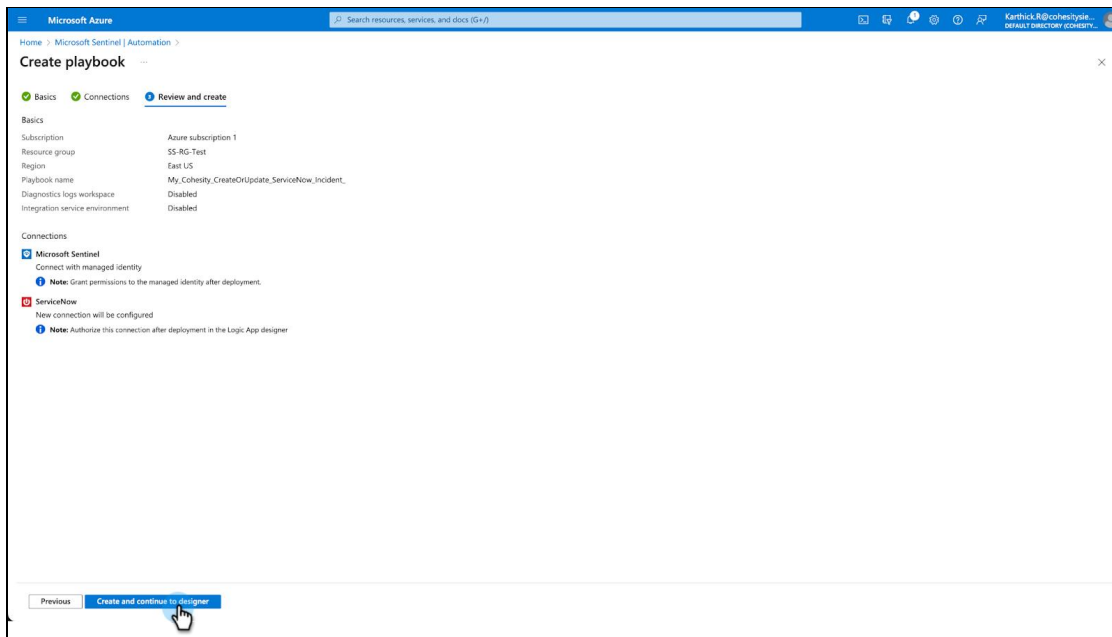 Microsoft Azure
Search resources, services, and docs (G+/)
1
Karthick.R@cohesitysie...
DEFAULT DIRECTORY (COHESITY...
Home > Microsoft Sentinel | Automation >
Create playbook ...
Basics Connections 3 Review and create
Basics
Subscription Azure subscription 1
Resource group SS-RG-Test
Region East US
Playbook name My_Cohesity_CreateOrUpdate_ServiceNow_Incident_
Diagnostics logs workspace Disabled
Integration service environment Disabled
Connections
Microsoft Sentinel
Connect with managed identity
Note: Grant permissions to the managed identity after deployment.
ServiceNow
New connection will be configured
Note: Authorize this connection after deployment in the Logic App designer
Previous Create and continue to designer